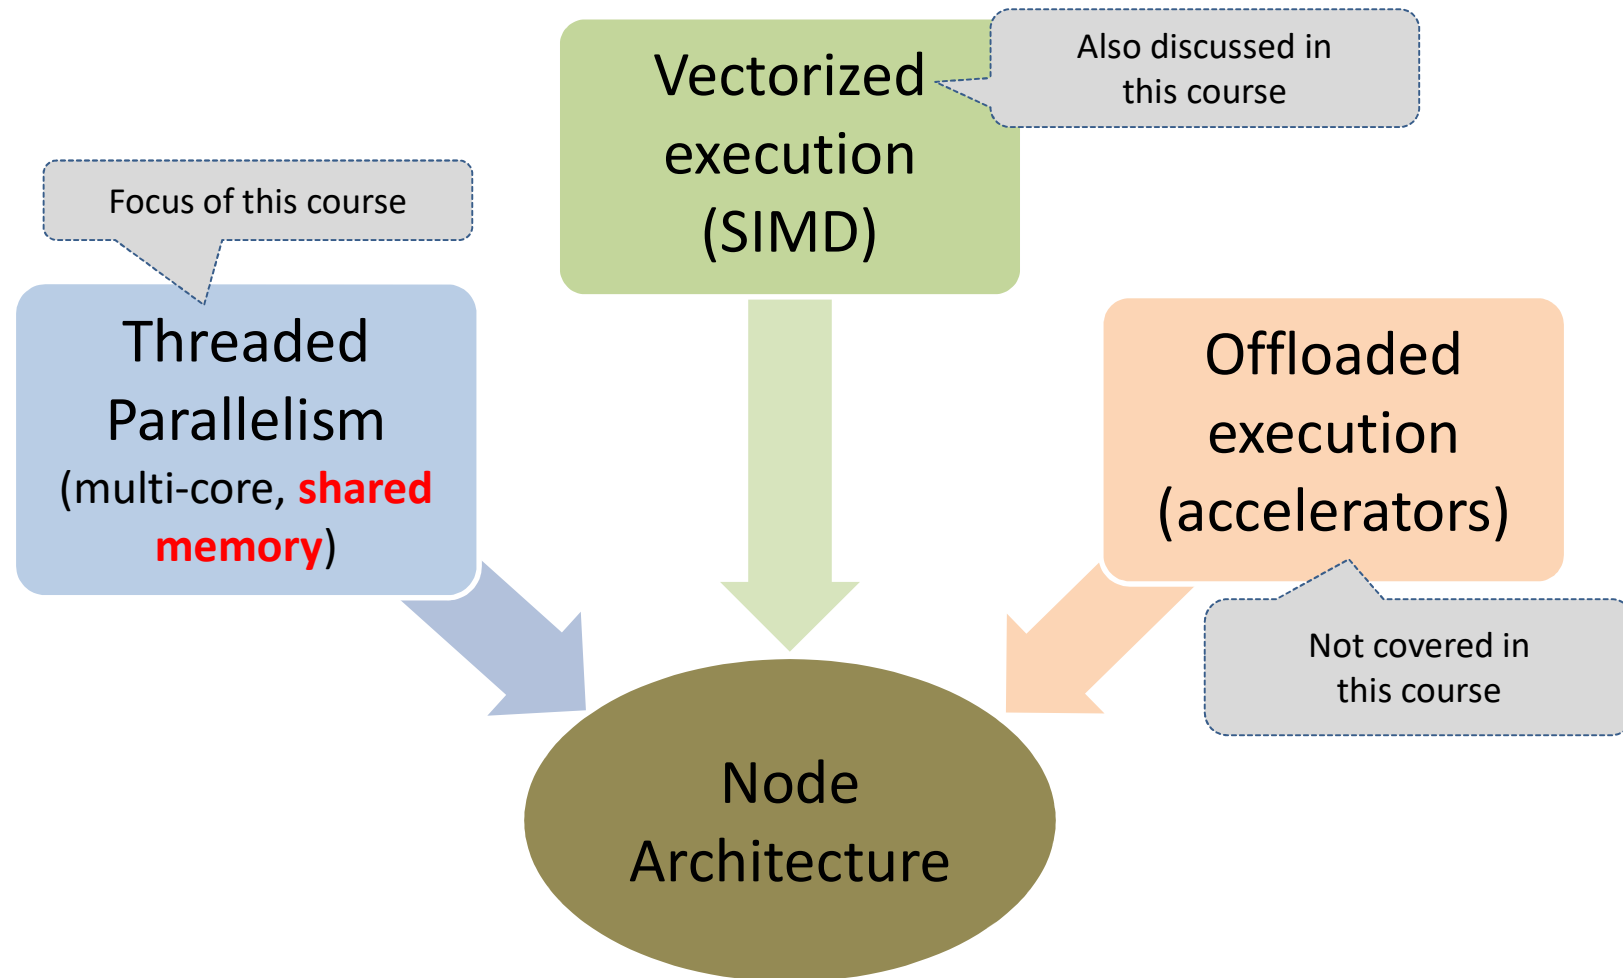 Vectorized
execution
(SIMD)
Also discussed in
this course
Focus of this course
Threaded
Parallelism
(multi-core, shared
memory)
Offloaded
execution
(accelerators)
Not covered in
this course
Node
Architecture